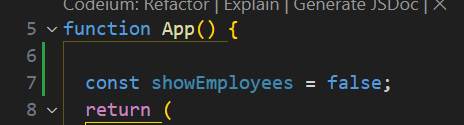 Codeium: Refactor | Explain | Generate JSDoc | X
5 function App() {
6
7 const showEmployees = false;
8 return (